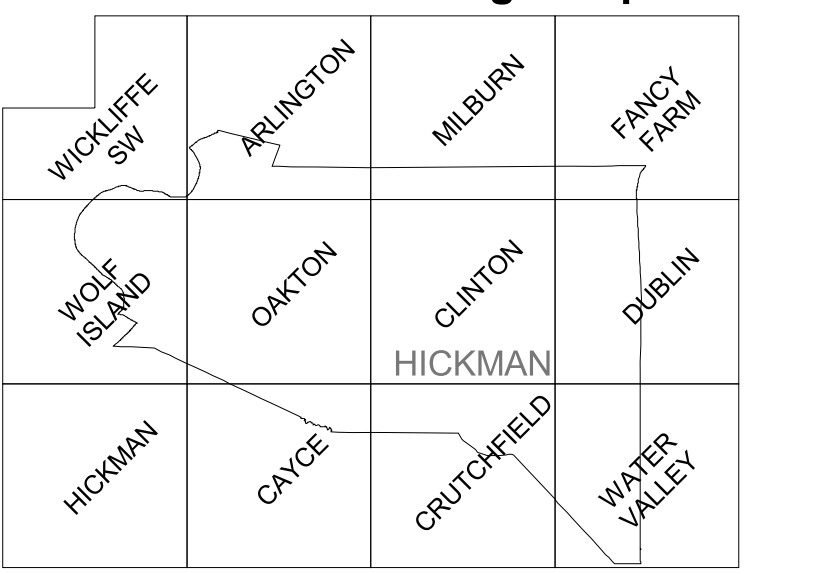 WICKLIFFE
SW
ARLINGTON
MILBURN
FANCY
FARM
WOLF
ISLAND
OAKTON
CLINTON
DUBLIN
HICKMAN
HICKMAN
CAYCE
CRUTCHFIELD
WATER
VALLEY